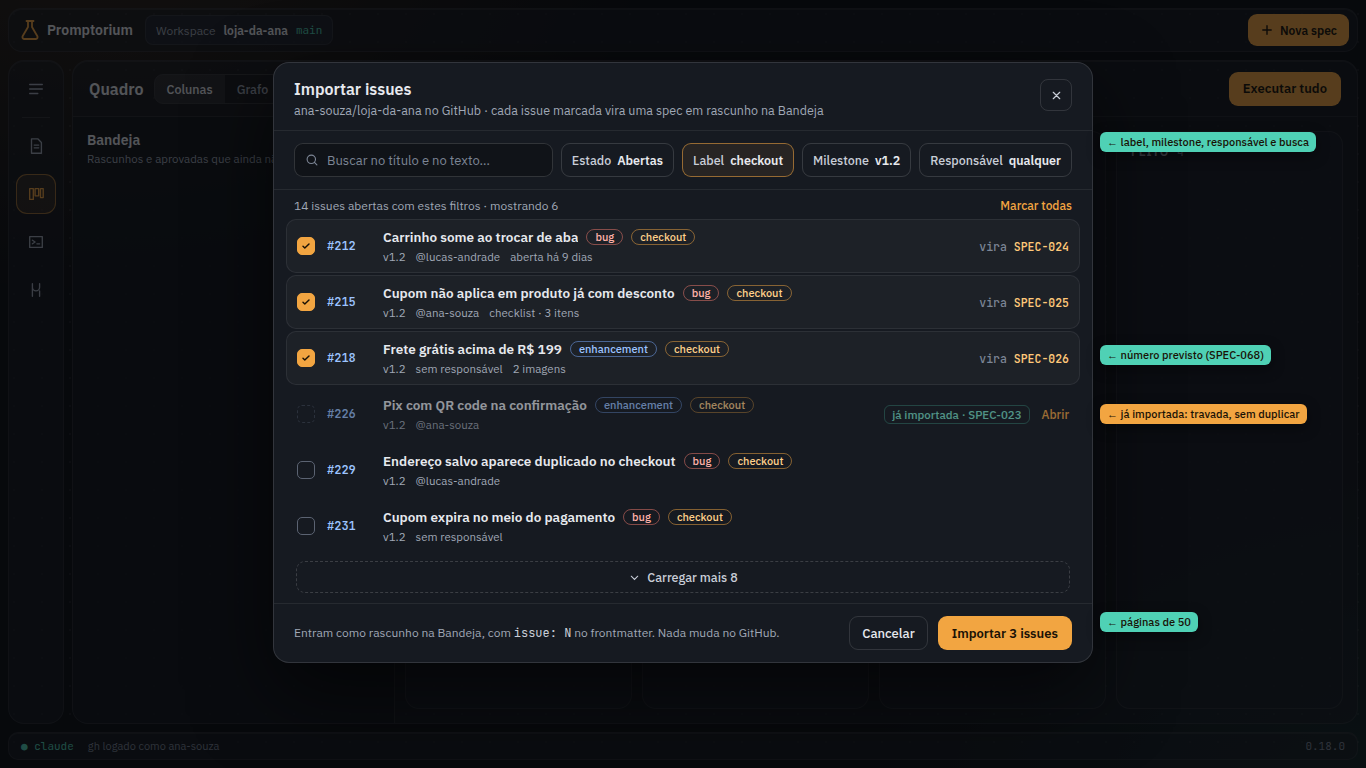 Promptorium
Workspace loja-da-ana main
+ Nova spec
Quadro
Colunas
Grafo
Executar tudo
Bandeja
Rascunhos e aprovadas que ainda na
Importar issues
ana-souza/loja-da-ana no GitHub · cada issue marcada vira uma spec em rascunho na Bandeja
Buscar no título e no texto...
Estado Abertas
Label checkout
Milestone v1.2
Responsável qualquer
← label, milestone, responsável e busca
14 issues abertas com estes filtros · mostrando 6
Marcar todas
#212 Carrinho some ao trocar de aba bug checkout
v1.2 @lucas-andrade aberta há 9 dias
vira SPEC-024
#215 Cupom não aplica em produto já com desconto bug checkout
v1.2 @ana-souza checklist · 3 itens
vira SPEC-025
#218 Frete grátis acima de R$ 199 enhancement checkout
v1.2 sem responsável 2 imagens
vira SPEC-026
← número previsto (SPEC-068)
#226 Pix com QR code na confirmação enhancement checkout
v1.2 @ana-souza
já importada · SPEC-023 Abrir
← já importada: travada, sem duplicar
#229 Endereço salvo aparece duplicado no checkout bug checkout
v1.2 @lucas-andrade
#231 Cupom expira no meio do pagamento bug checkout
v1.2 sem responsável
Carregar mais 8
← páginas de 50
Entram como rascunho na Bandeja, com issue: N no frontmatter. Nada muda no GitHub.
Cancelar
Importar 3 issues
claude gh logado como ana-souza
0.18.0